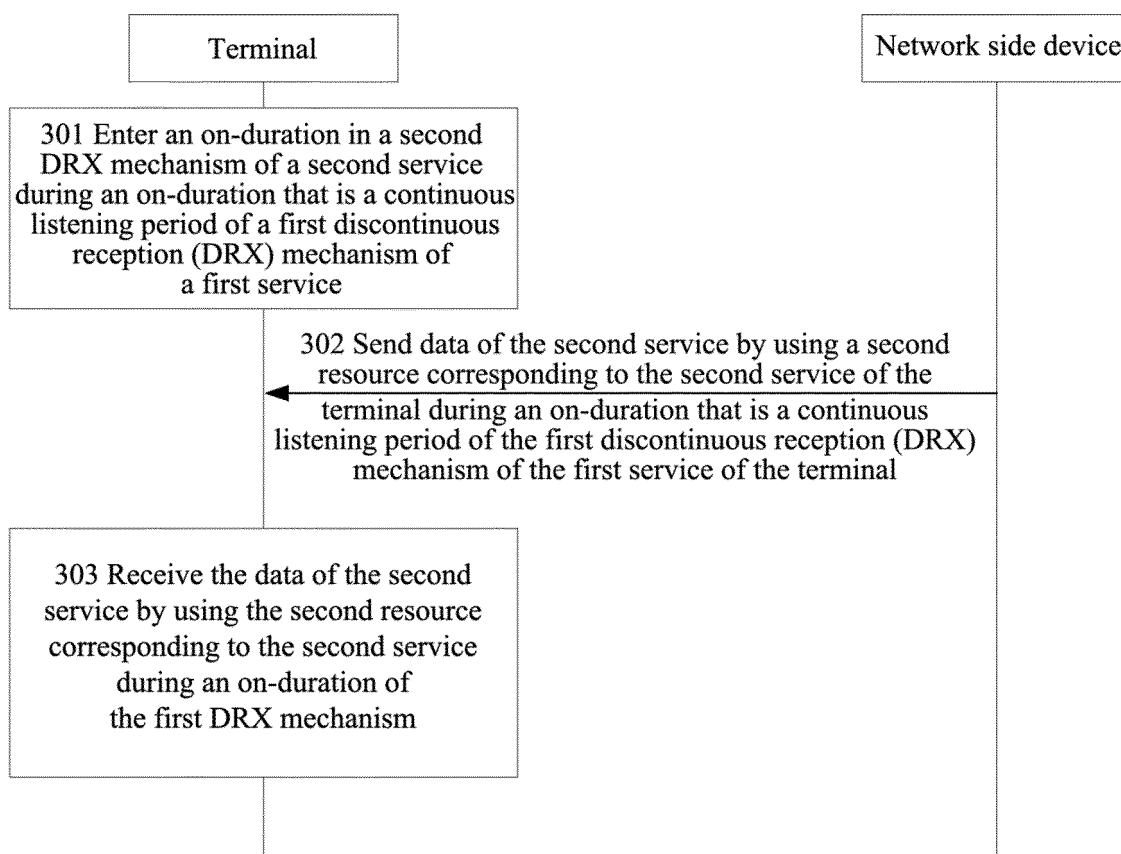 Terminal
Network side device
301 Enter an on-duration in a second
DRX mechanism of a second service
during an on-duration that is a continuous
listening period of a first discontinuous
reception (DRX) mechanism of
a first service
302 Send data of the second service by using a second
resource corresponding to the second service of the
terminal during an on-duration that is a continuous
listening period of the first discontinuous reception (DRX)
mechanism of the first service of the terminal
303 Receive the data of the second
service by using the second resource
corresponding to the second service
during an on-duration of
the first DRX mechanism